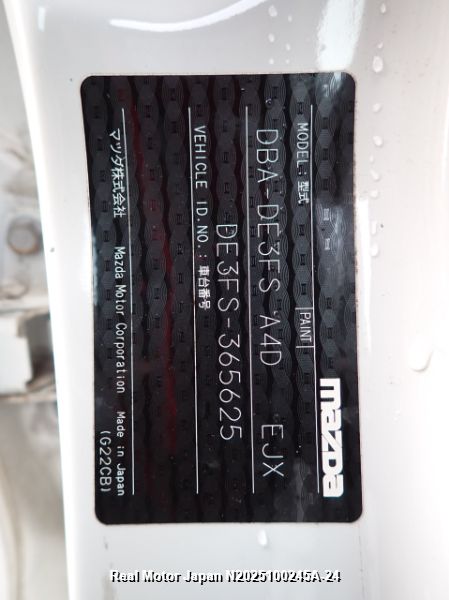 mazda
MODEL : 型式 PAINT
DBA-DE3FS A4D EJX
VEHICLE ID.NO. : 車台番号
DE3FS-365625
マツダ株式会社 Mazda Motor Corporation Made in Japan
(G22CB)
Real Motor Japan N2025100245A-24